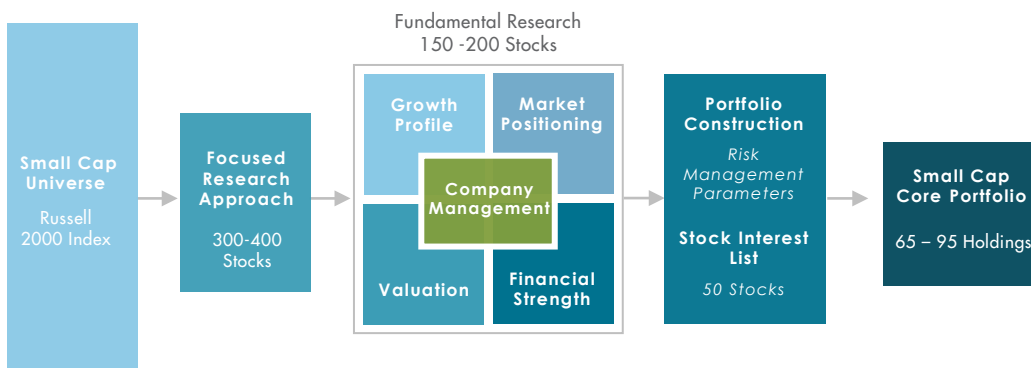 Small Cap
Universe
Russell
2000 Index
Focused
Research
Approach
300-400
Stocks
Fundamental Research
150 -200 Stocks
Growth
Profile
Market
Positioning
Company
Management
Valuation
Financial
Strength
Portfolio
Construction
Risk
Management
Parameters
Stock Interest
List
50 Stocks
Small Cap
Core Portfolio
65 – 95 Holdings